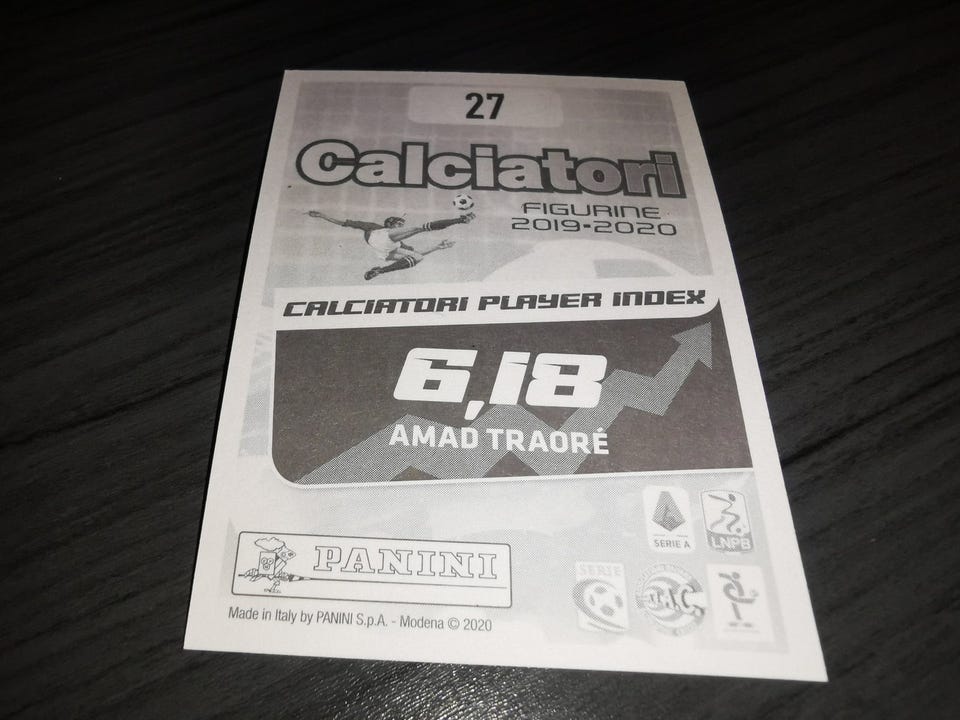 27
Calciatori
FIGURINE
2019-2020
CALCIATORI PLAYER INDEX
6,18
AMAD TRAORÉ
SERIE A
LNPB
PANINI
SERIE
A.I.C.
Made in Italy by PANINI S.p.A. - Modena © 2020